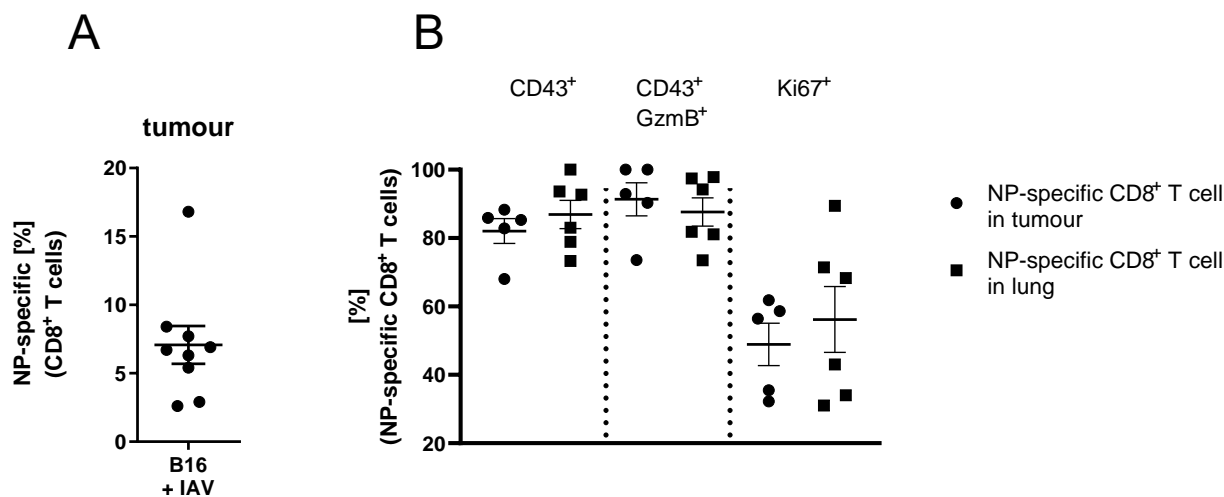 A
tumour
NP-specific [%]
(CD8+ T cells)
20
15
10
5
0
B16
+ IAV
B
CD43+
CD43+
GzmB+
Ki67+
[%]
(NP-specific CD8+ T cells)
100
80
60
40
20
NP-specific CD8+ T cell
in tumour
NP-specific CD8+ T cell
in lung